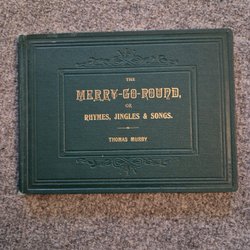 THE
MERRY-GO-ROUND,
OR
RHYMES, JINGLES & SONGS.
THOMAS MURBY